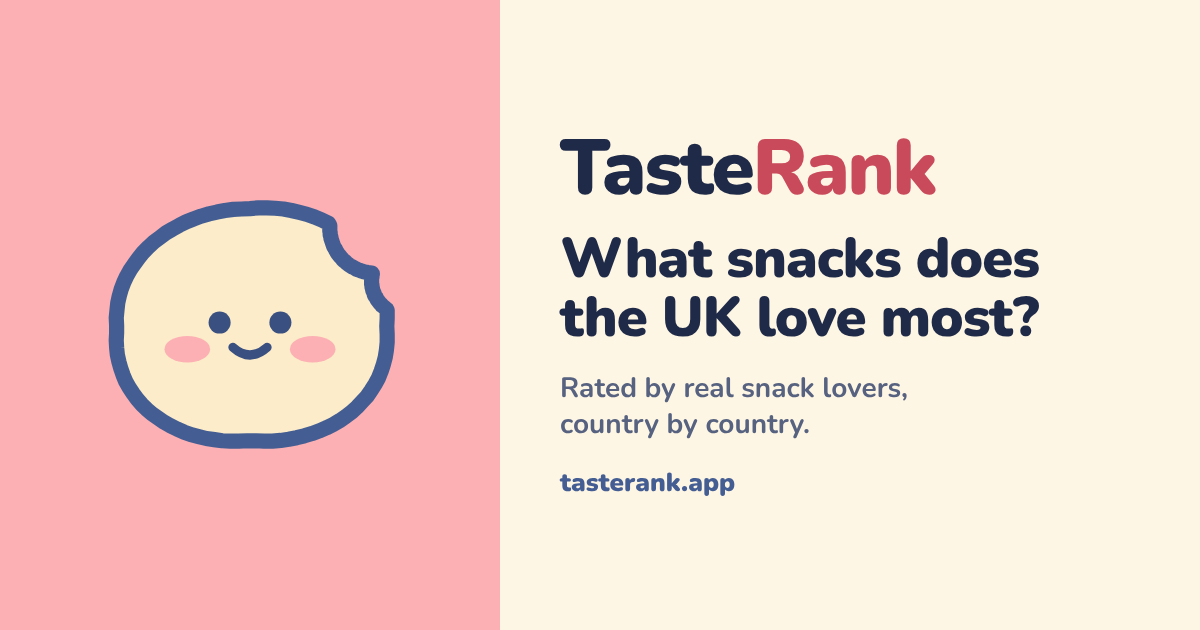 TasteRank
What snacks does
the UK love most?
Rated by real snack lovers,
country by country.
tasterank.app